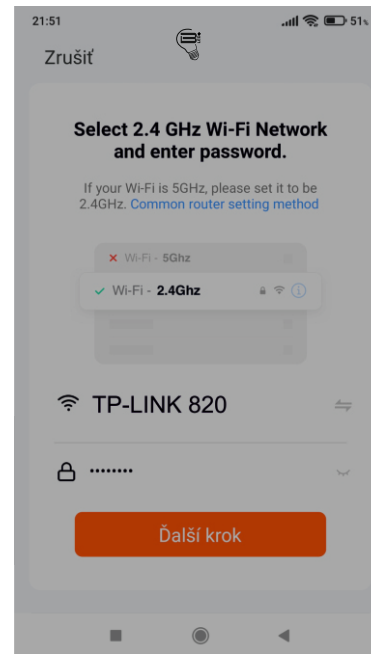 21:51
51%
Zrušiť
Select 2.4 GHz Wi-Fi Network
and enter password.
If your Wi-Fi is 5GHz, please set it to be
2.4GHz. Common router setting method
Wi-Fi - 5Ghz
Wi-Fi - 2.4Ghz
TP-LINK 820
••••••••
Ďalší krok